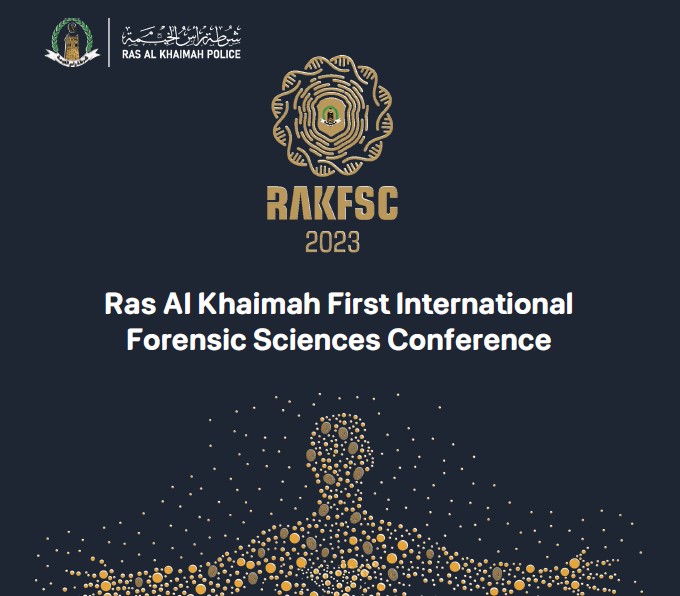 شرطة رأس الخيمة
RAS AL KHAIMAH POLICE
RAKFSC
2023
Ras Al Khaimah First International
Forensic Sciences Conference